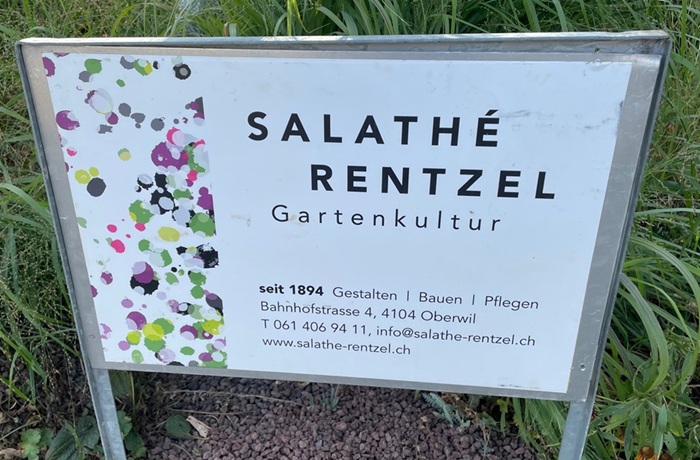 SALATHÉ
RENTZEL
Gartenkultur
seit 1894 Gestalten | Bauen | Pflegen
Bahnhofstrasse 4, 4104 Oberwil
T 061 406 94 11, info@salathe-rentzel.ch
www.salathe-rentzel.ch